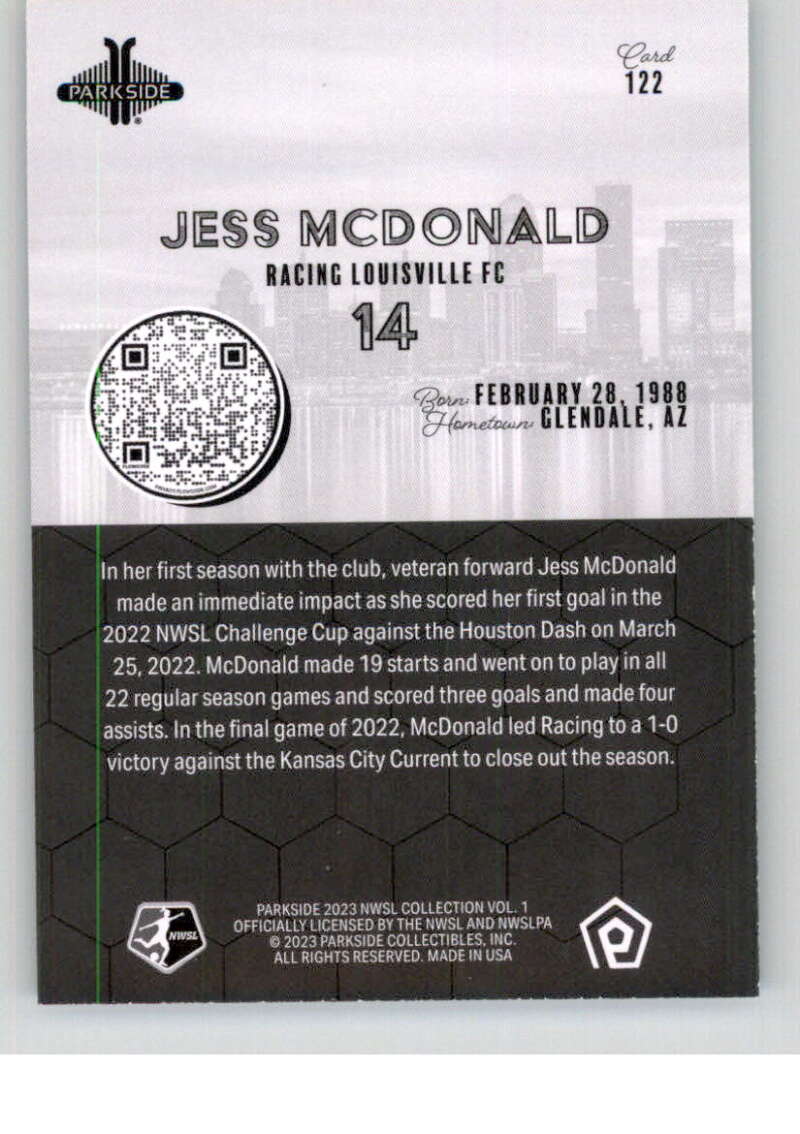 PARKSIDE®
Card
122
JESS MCDONALD
RACING LOUISVILLE FC
14
Born: FEBRUARY 28, 1988
Hometown: GLENDALE, AZ
In her first season with the club, veteran forward Jess McDonald
made an immediate impact as she scored her first goal in the
2022 NWSL Challenge Cup against the Houston Dash on March
25, 2022. McDonald made 19 starts and went on to play in all
22 regular season games and scored three goals and made four
assists. In the final game of 2022, McDonald led Racing to a 1-0
victory against the Kansas City Current to close out the season.
NWSL
PARKSIDE 2023 NWSL COLLECTION VOL. 1
OFFICIALLY LICENSED BY THE NWSL AND NWSLPA
© 2023 PARKSIDE COLLECTIBLES, INC.
ALL RIGHTS RESERVED. MADE IN USA